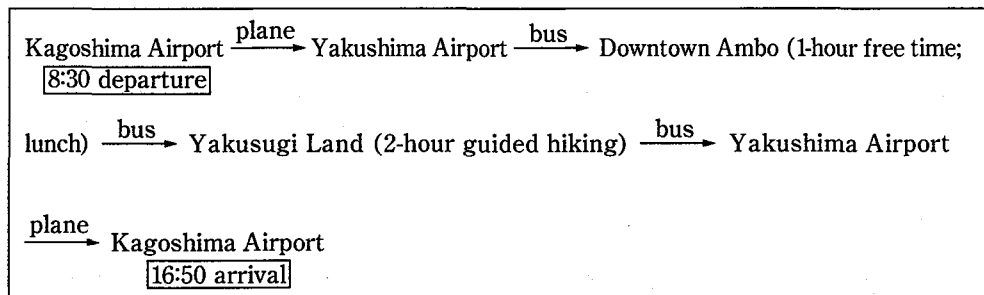 Kagoshima Airport plane Yakushima Airport bus Downtown Ambo (1-hour free time;
8:30 departure
lunch) bus Yakusugi Land (2-hour guided hiking) bus Yakushima Airport
plane Kagoshima Airport
16:50 arrival